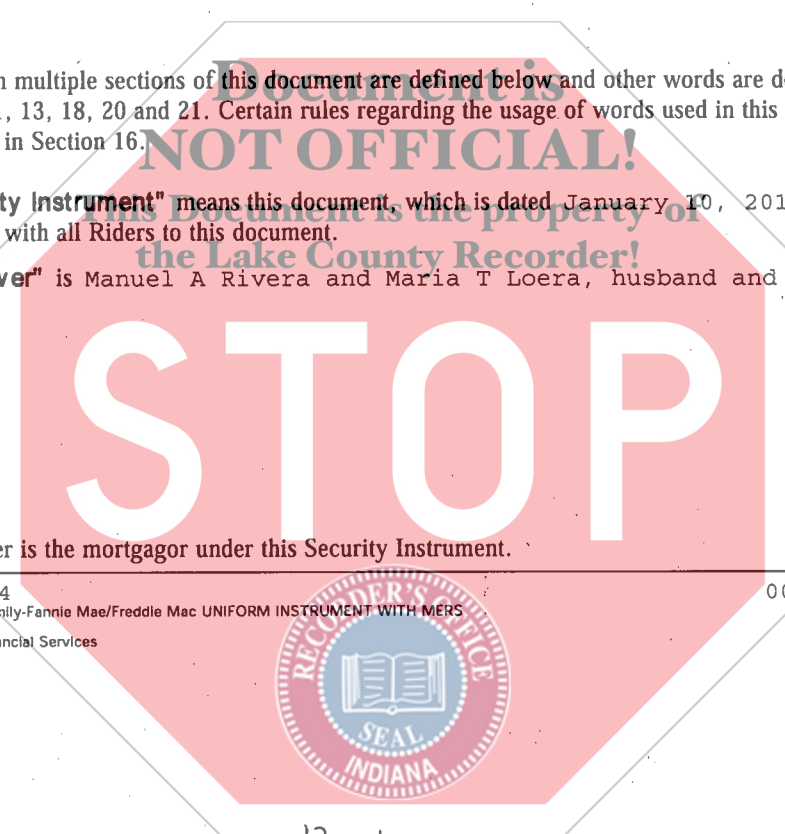 Document is
n multiple sections of this document are defined below and other words are d
, 13, 18, 20 and 21. Certain rules regarding the usage of words used in this
in Section 16.
NOT OFFICIAL!
ty Instrument" means this document, which is dated January 10, 201
This Document is the property of
with all Riders to this document.
the Lake County Recorder!
ver" is Manuel A Rivera and Maria T Loera, husband and
STOP
er is the mortgagor under this Security Instrument.
4
00
mily-Fannie Mae/Freddie Mac UNIFORM INSTRUMENT WITH MERS
ancial Services
RECORDER'S OFFICE
SEAL
INDIANA